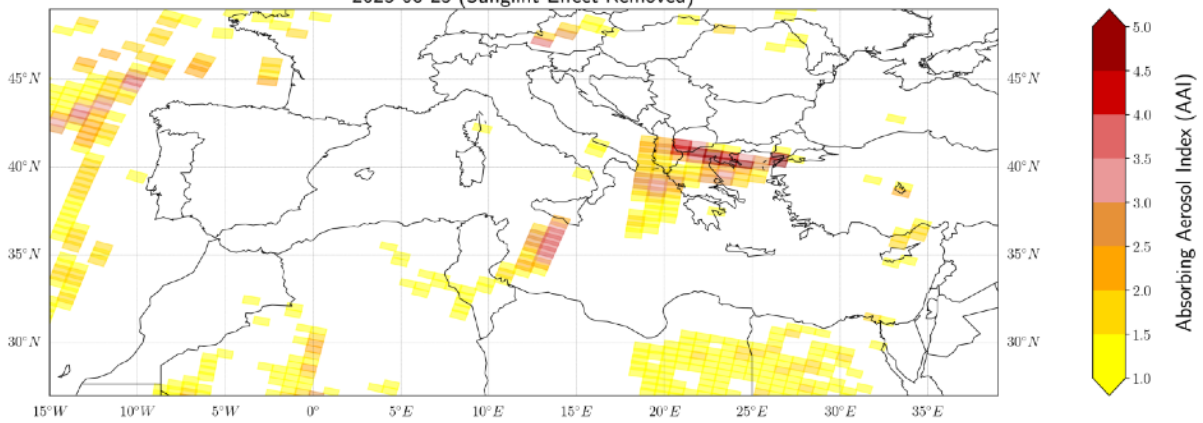 (Sunglint Effect Removed)
45°N
40°N
35°N
30°N
15°W 10°W 5°W 0° 5°E 10°E 15°E 20°E 25°E 30°E 35°E
45°N
40°N
35°N
30°N
5.0
4.5
4.0
3.5
3.0
2.5
2.0
1.5
1.0
Absorbing Aerosol Index (AAI)